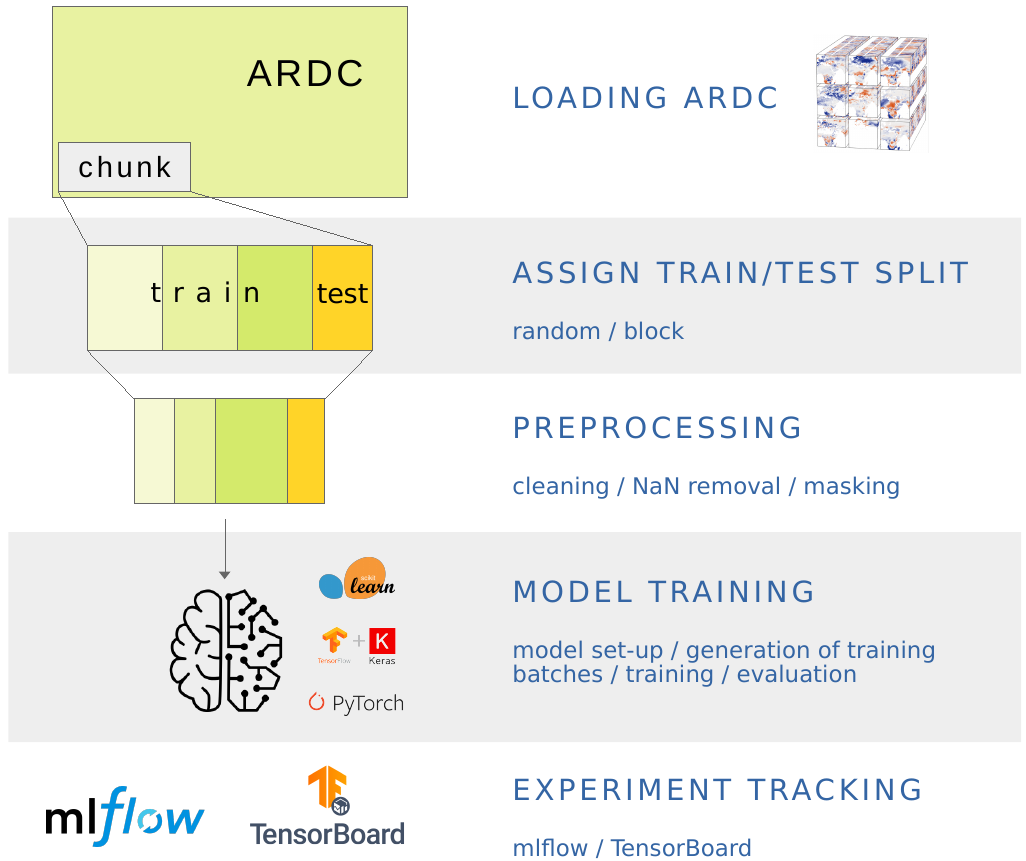 ARDC
LOADING ARDC
chunk
train
test
ASSIGN TRAIN/TEST SPLIT
random / block
PREPROCESSING
cleaning / NaN removal / masking
scikit
learn
MODEL TRAINING
TensorFlow
+
K
Keras
model set-up / generation of training
batches / training / evaluation
PyTorch
mlflow
TensorBoard
EXPERIMENT TRACKING
mlflow / TensorBoard